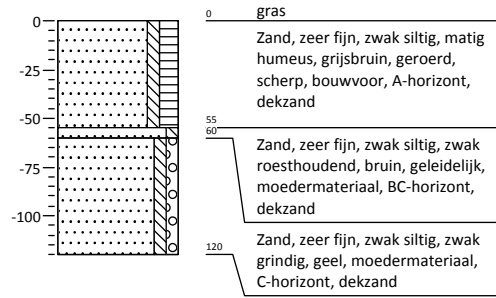 0
-25
-50
-75
-100
0
gras
Zand, zeer fijn, zwak siltig, matig
humeus, grijsbruin, geroerd,
scherp, bouwvoor, A-horizont,
dekzand
55
60
Zand, zeer fijn, zwak siltig, zwak
roesthoudend, bruin, geleidelijk,
moedermateriaal, BC-horizont,
dekzand
120
Zand, zeer fijn, zwak siltig, zwak
grindig, geel, moedermateriaal,
C-horizont, dekzand